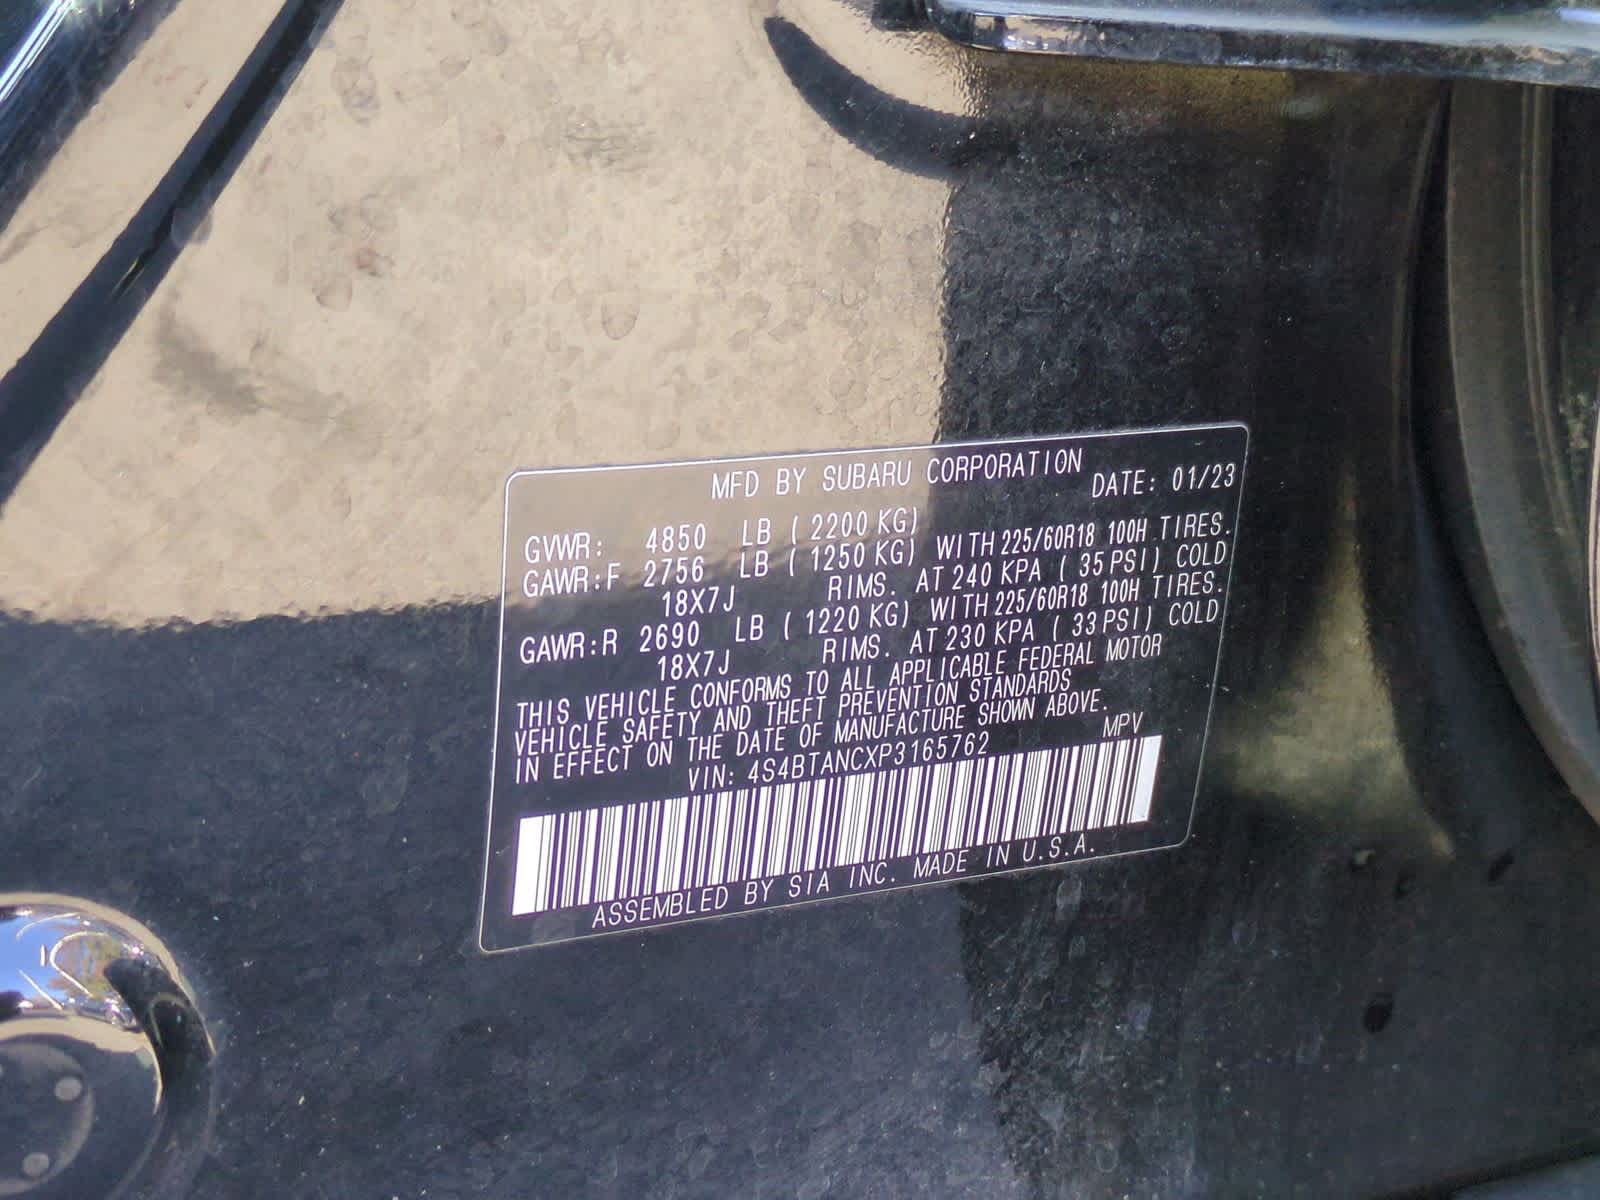 MFD BY SUBARU CORPORATION
DATE: 01/23
GVWR: 4850 LB ( 2200 KG)
GAWR:F 2756 LB ( 1250 KG) WITH 225/60R18 100H TIRES.
18X7J RIMS. AT 240 KPA ( 35 PSI) COLD
GAWR:R 2690 LB ( 1220 KG) WITH 225/60R18 100H TIRES.
18X7J RIMS. AT 230 KPA ( 33 PSI) COLD
THIS VEHICLE CONFORMS TO ALL APPLICABLE FEDERAL MOTOR
VEHICLE SAFETY AND THEFT PREVENTION STANDARDS
IN EFFECT ON THE DATE OF MANUFACTURE SHOWN ABOVE.
VIN: 4S4BTANCXP3165762 MPV
ASSEMBLED BY SIA INC. MADE IN U.S.A.